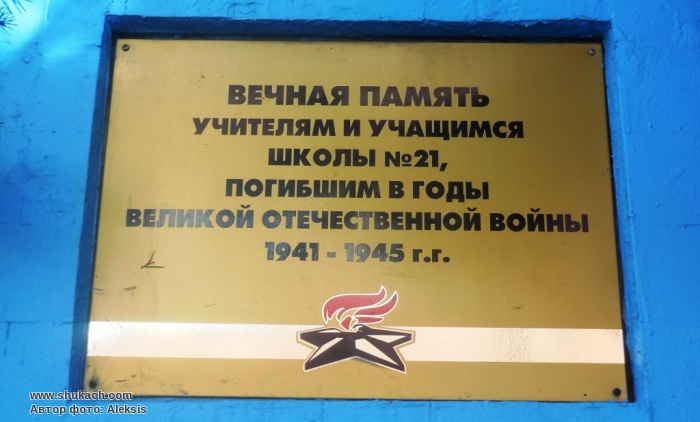 ВЕЧНАЯ ПАМЯТЬ
УЧИТЕЛЯМ И УЧАЩИМСЯ
ШКОЛЫ №21,
ПОГИБШИМ В ГОДЫ
ВЕЛИКОЙ ОТЕЧЕСТВЕННОЙ ВОЙНЫ
1941 - 1945 г.г.
www.shukach.com
Автор фото: Aleksis